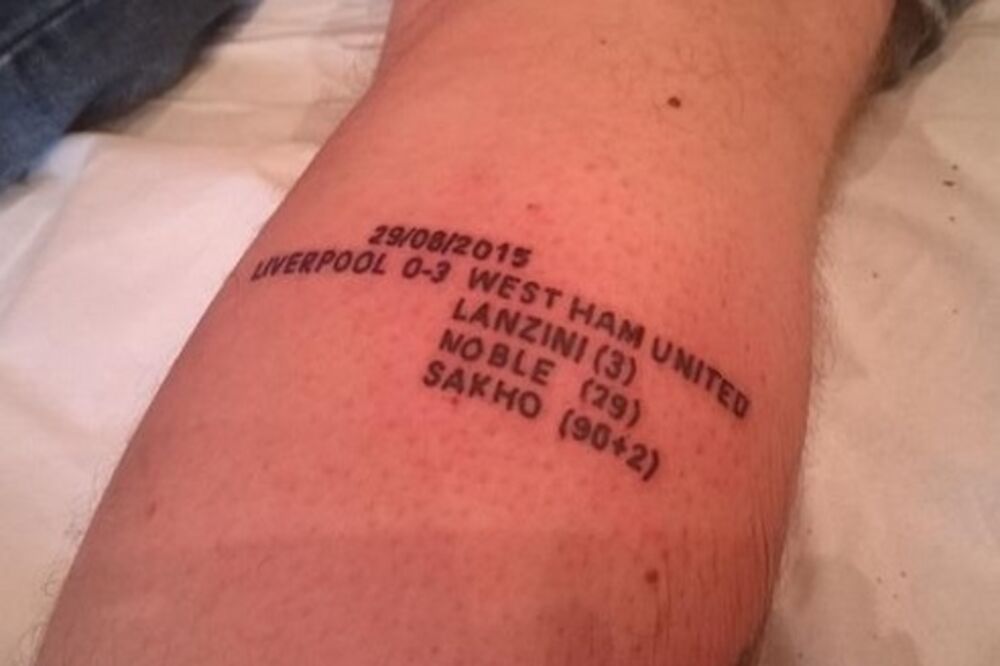 29/08/2015
LIVERPOOL 0-3 WEST HAM UNITED
LANZINI (3)
NOBLE (29)
SAKHO (90+2)